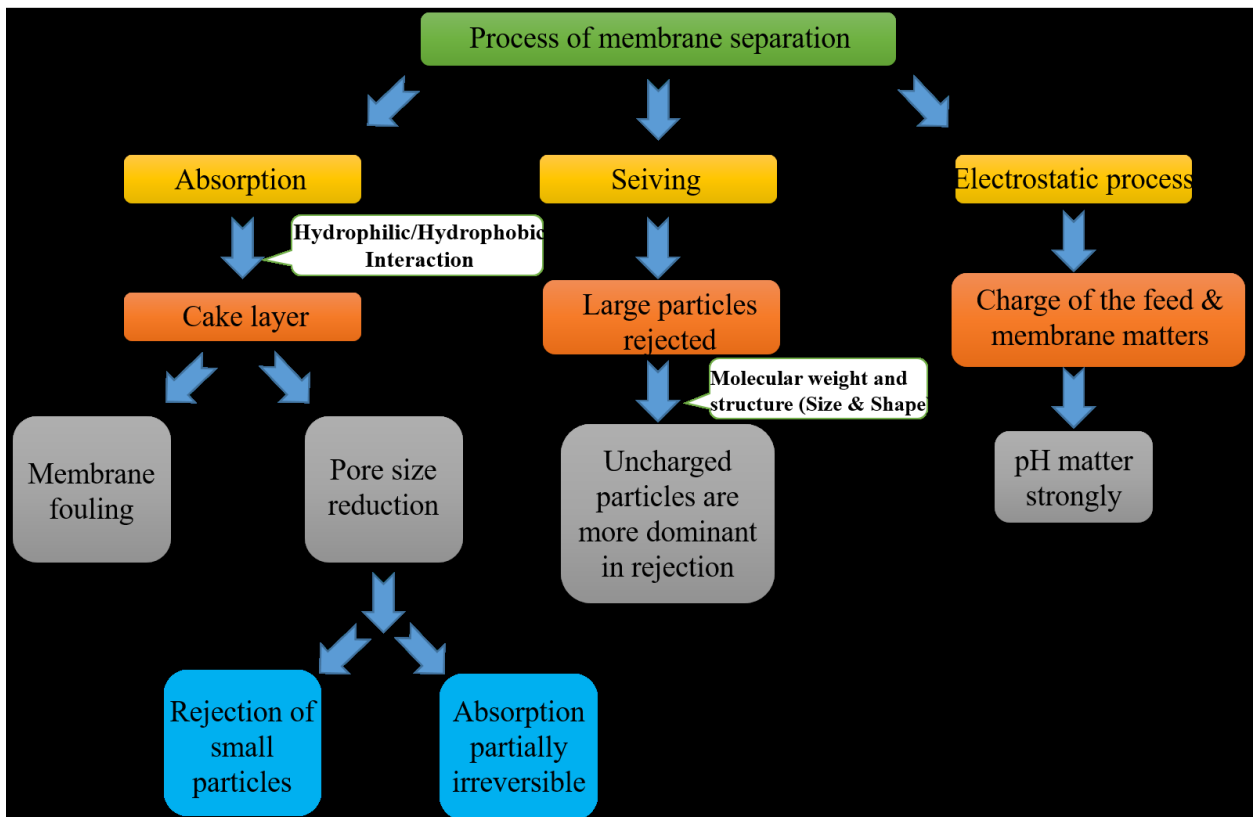 Process of membrane separation
Absorption
Seiving
Electrostatic process
Hydrophilic/Hydrophobic
Interaction
Cake layer
Large particles
rejected
Charge of the feed &
membrane matters
Molecular weight and
structure (Size & Shape
Membrane
fouling
Pore size
reduction
Uncharged
particles are
more dominant
in rejection
pH matter
strongly
Rejection of
small
particles
Absorption
partially
irreversible